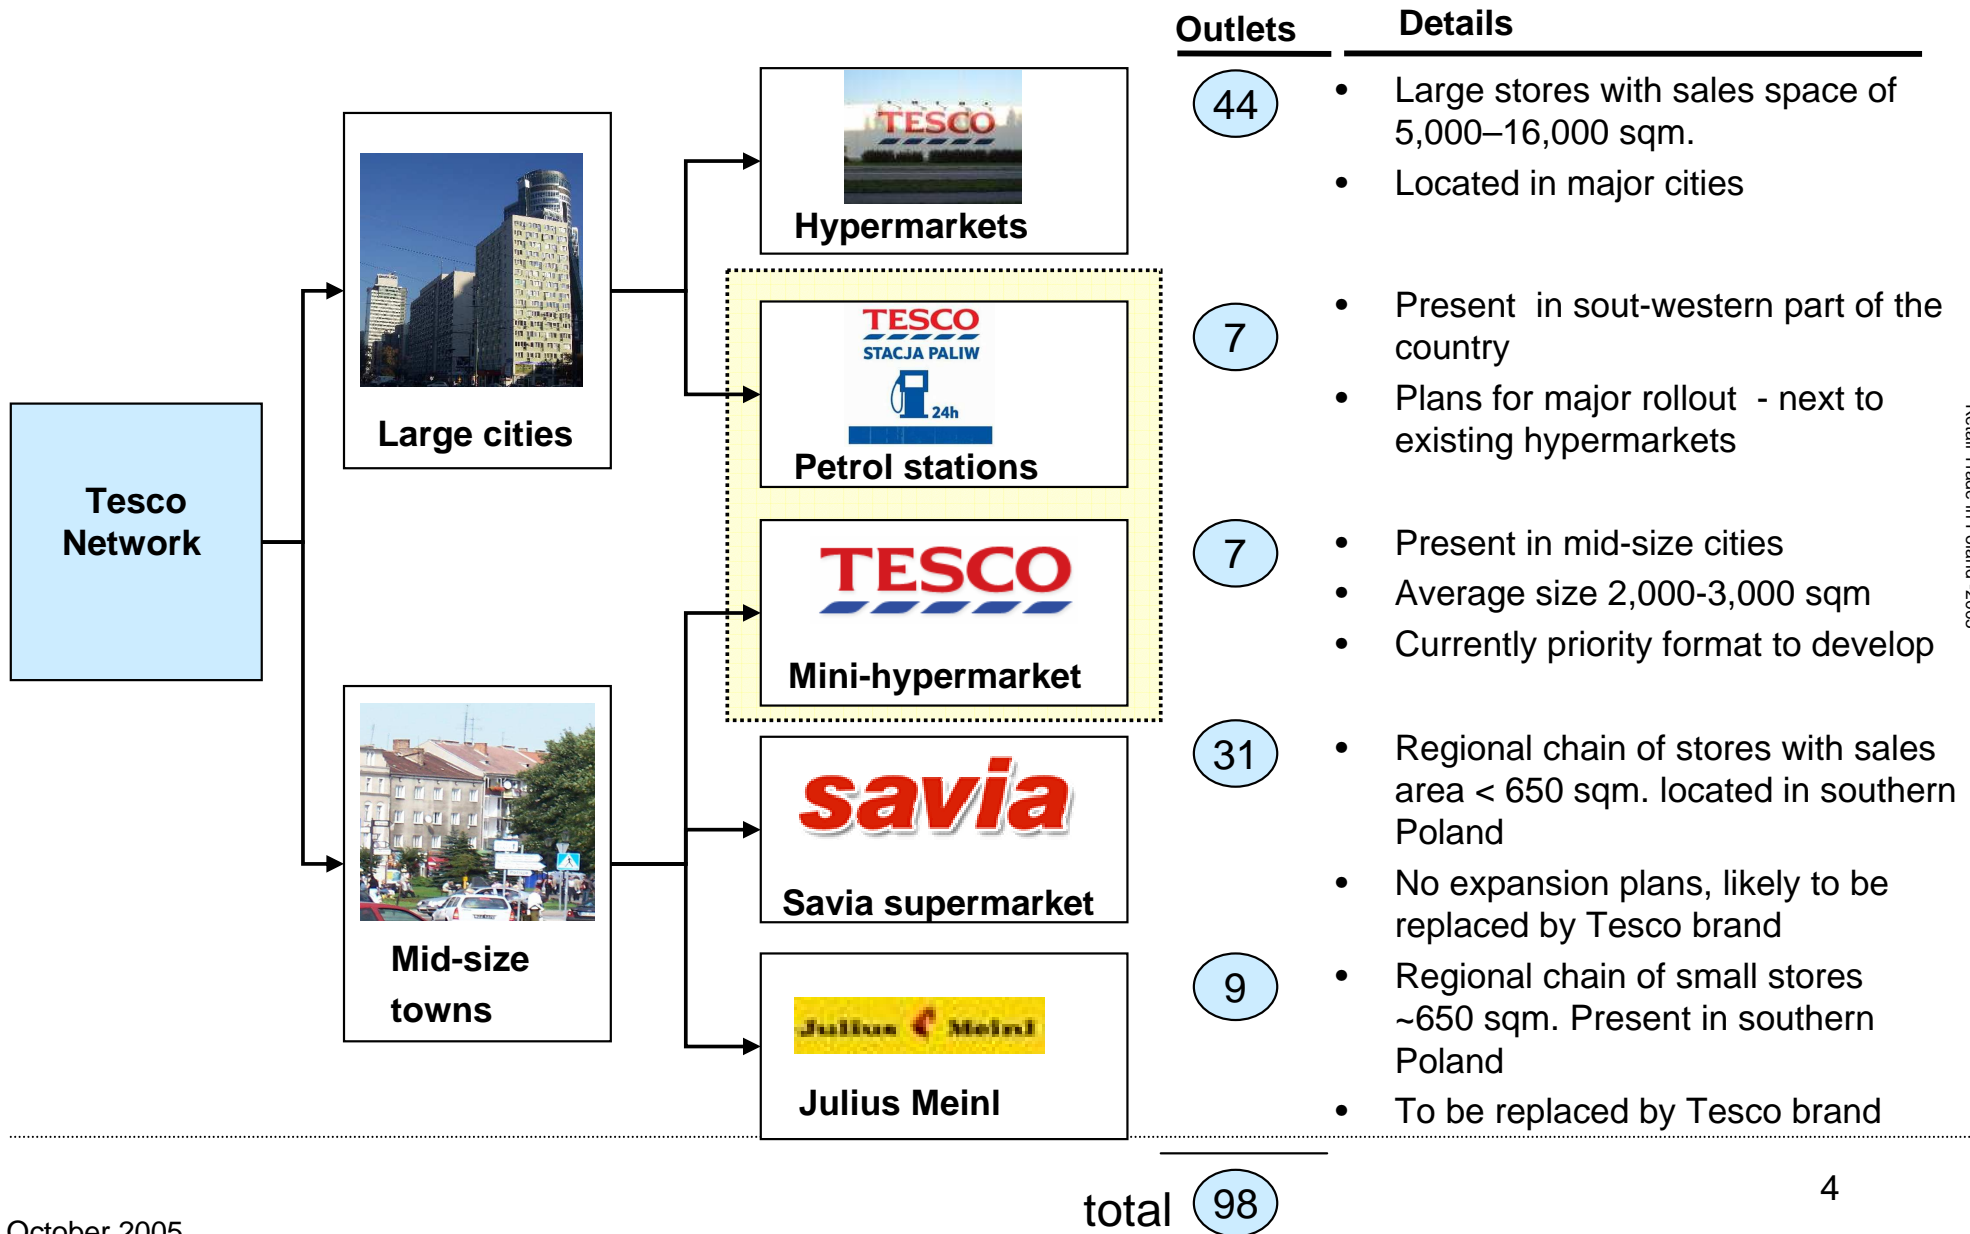 Outlets
Details
Tesco
Network
Large cities
Mid-size
towns
TESCO
Hypermarkets
44
• Large stores with sales space of
5,000–16,000 sqm.
• Located in major cities
TESCO
STACJA PALIW
24h
Petrol stations
7
• Present in sout-western part of the
country
• Plans for major rollout - next to
existing hypermarkets
TESCO
Mini-hypermarket
7
• Present in mid-size cities
• Average size 2,000-3,000 sqm
• Currently priority format to develop
savia
Savia supermarket
31
• Regional chain of stores with sales
area < 650 sqm. located in southern
Poland
• No expansion plans, likely to be
replaced by Tesco brand
Julius Meinl
Julius Meinl
9
• Regional chain of small stores
~650 sqm. Present in southern
Poland
• To be replaced by Tesco brand
total 98
4
October 2005